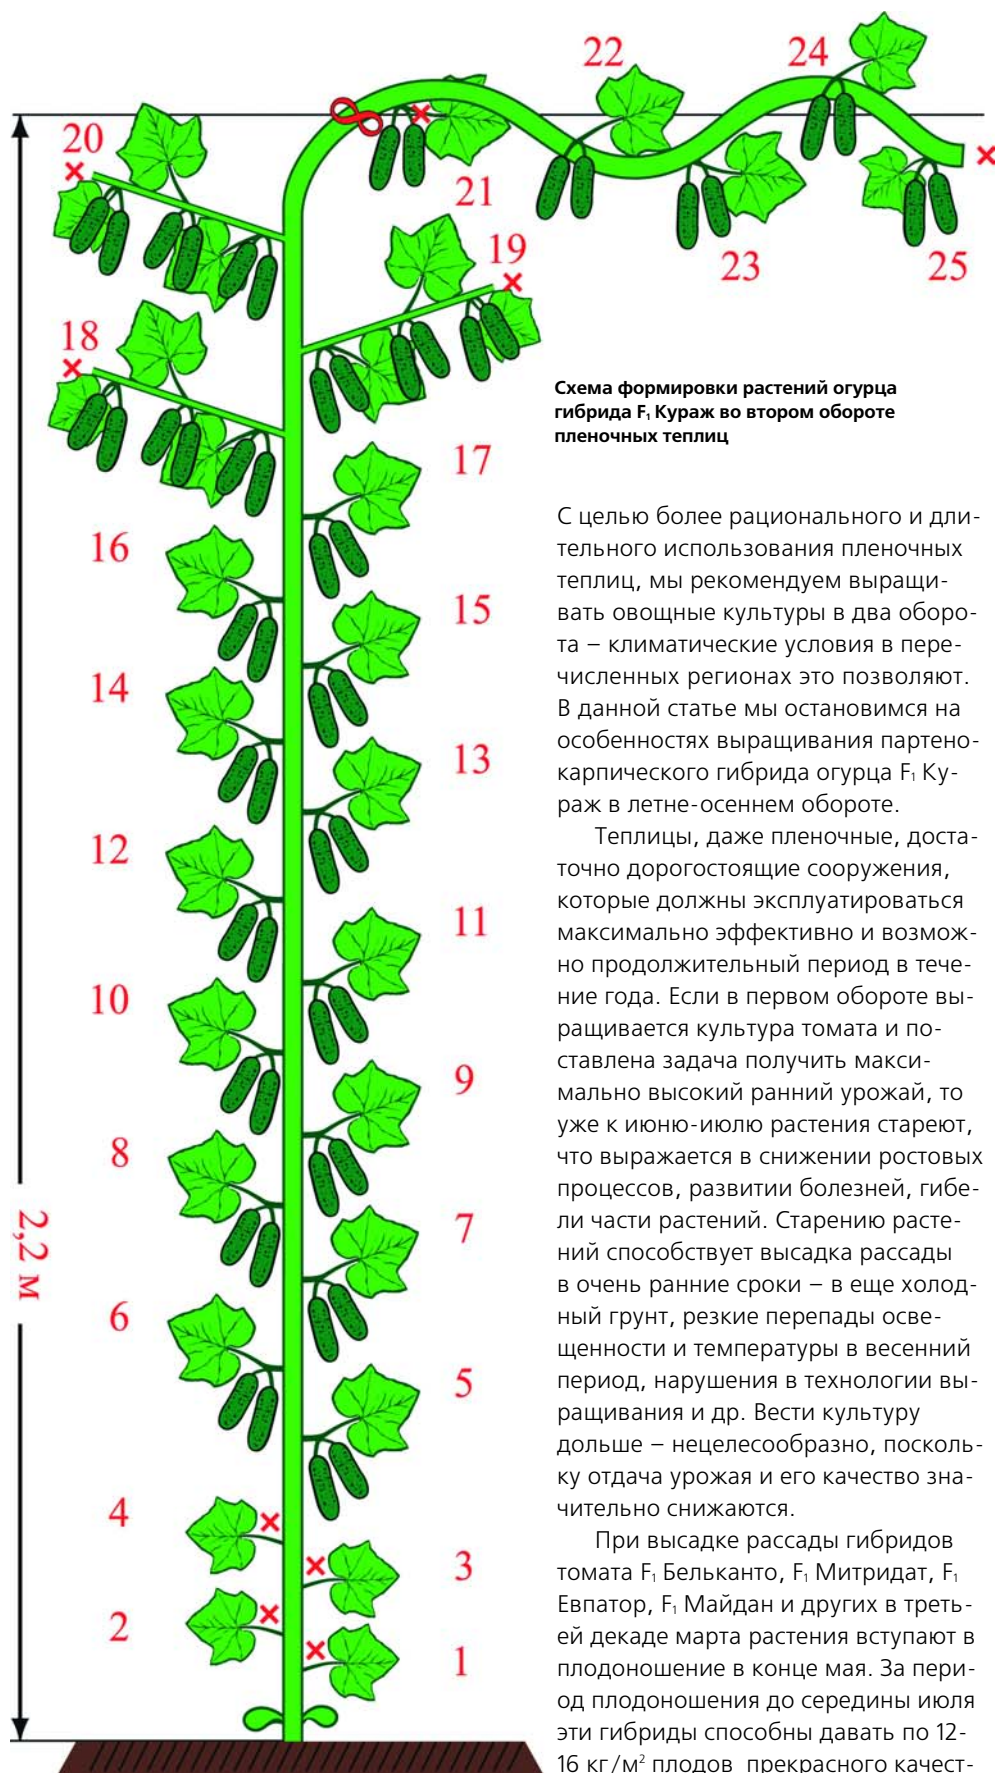 20
22
24
21
19
23
25
18
Схема формировки растений огурца
гибрида F₁ Кураж во втором обороте
пленочных теплиц
17
16
15
14
13
12
11
10
9
8
7
6
5
4
3
2
1
2,2 м
С целью более рационального и дли-
тельного использования пленочных
теплиц, мы рекомендуем выращи-
вать овощные культуры в два оборо-
та – климатические условия в пере-
численных регионах это позволяют.
В данной статье мы остановимся на
особенностях выращивания партено-
карпического гибрида огурца F₁ Ку-
раж в летне-осеннем обороте.
Теплицы, даже пленочные, доста-
точно дорогостоящие сооружения,
которые должны эксплуатироваться
максимально эффективно и возмож-
но продолжительный период в тече-
ние года. Если в первом обороте вы-
ращивается культура томата и по-
ставлена задача получить макси-
мально высокий ранний урожай, то
уже к июню-июлю растения стареют,
что выражается в снижении ростовых
процессов, развитии болезней, гибе-
ли части растений. Старению расте-
ний способствует высадка рассады
в очень ранние сроки – в еще холод-
ный грунт, резкие перепады осве-
щенности и температуры в весенний
период, нарушения в технологии вы-
ращивания и др. Вести культуру
дольше – нецелесообразно, посколь-
ку отдача урожая и его качество зна-
чительно снижаются.
При высадке рассады гибридов
томата F₁ Бельканто, F₁ Митридат, F₁
Евпатор, F₁ Майдан и других в треть-
ей декаде марта растения вступают в
плодоношение в конце мая. За пери-
од плодоношения до середины июля
эти гибриды способны давать по 12-
16 кг/м² плодов прекрасного качест-